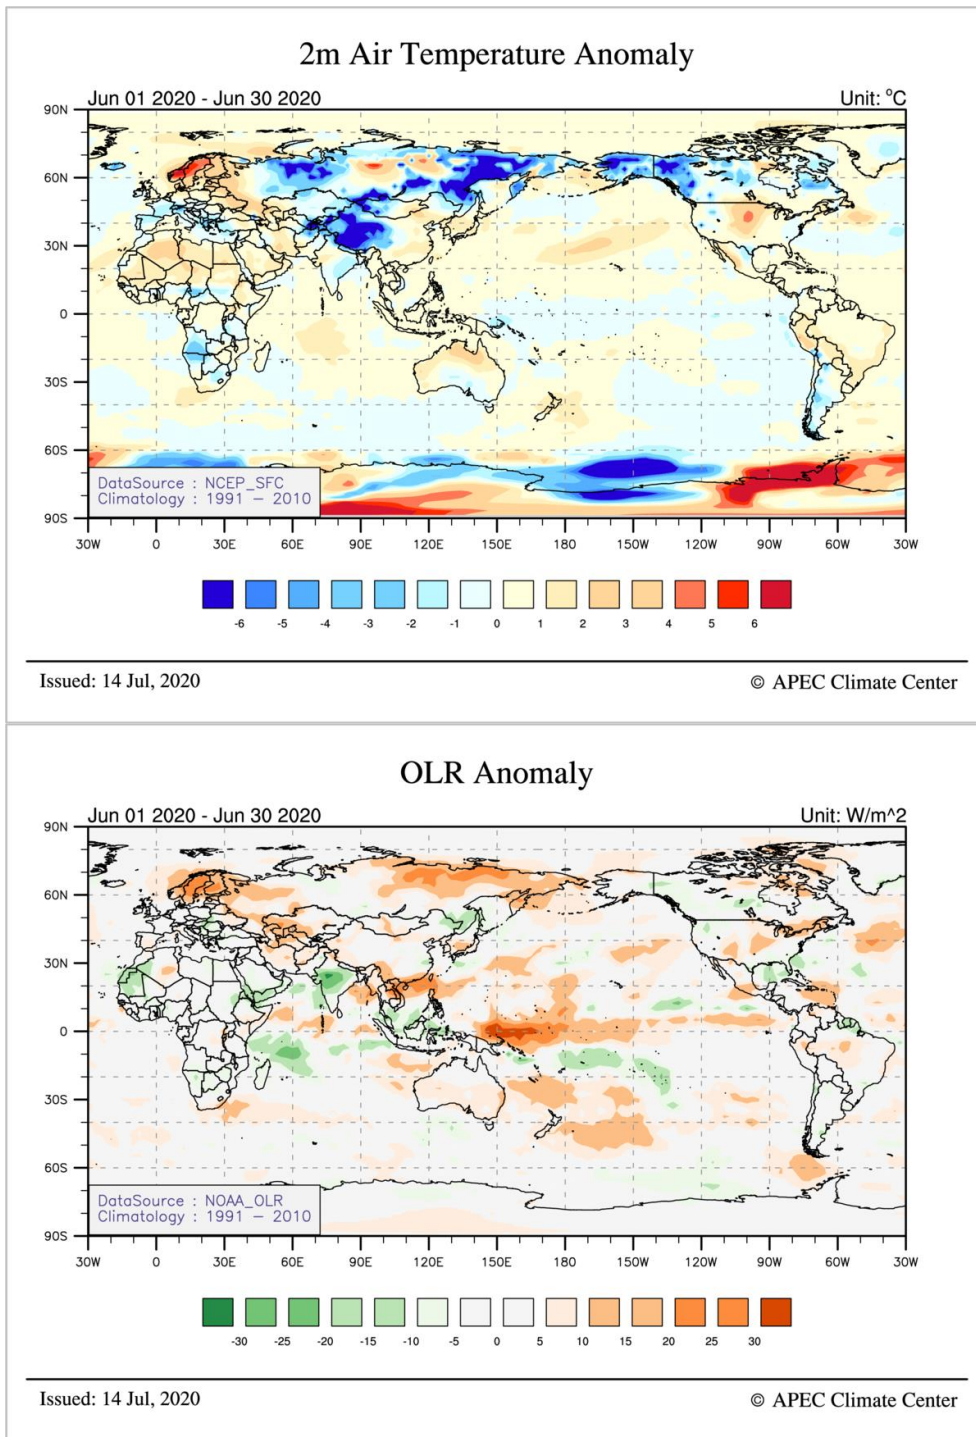 2m Air Temperature Anomaly
Jun 01 2020 - Jun 30 2020 Unit: °C
90N
60N
30N
0
30S
60S
DataSource : NCEP_SFC
Climatology : 1991 – 2010
90S
30W 0 30E 60E 90E 120E 150E 180 150W 120W 90W 60W 30W
-6 -5 -4 -3 -2 -1 0 1 2 3 4 5 6
Issued: 14 Jul, 2020 © APEC Climate Center
OLR Anomaly
Jun 01 2020 - Jun 30 2020 Unit: W/m^2
90N
60N
30N
0
30S
60S
DataSource : NOAA_OLR
Climatology : 1991 – 2010
90S
30W 0 30E 60E 90E 120E 150E 180 150W 120W 90W 60W 30W
-30 -25 -20 -15 -10 -5 0 5 10 15 20 25 30
Issued: 14 Jul, 2020 © APEC Climate Center